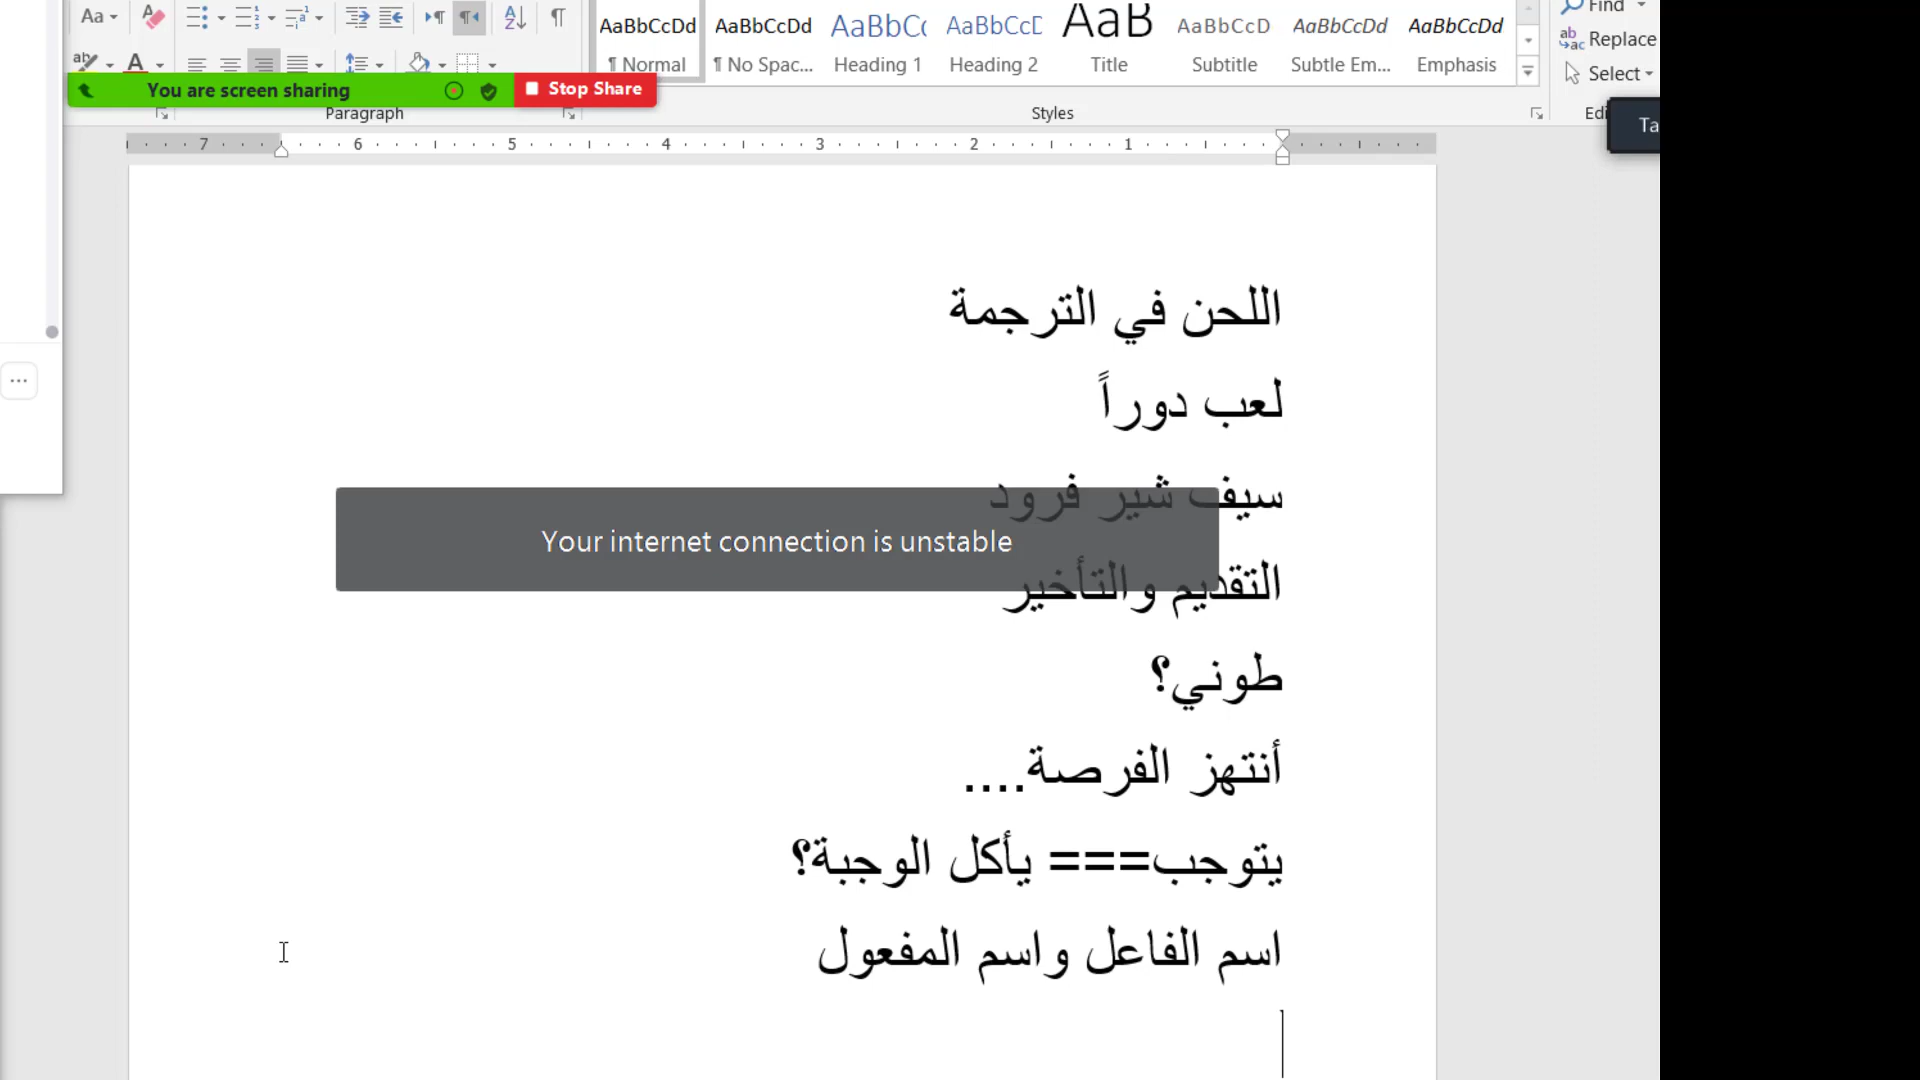 Find
Aa
Replace
Select
AaBbCcDd AaBbCcDd AaBbCc AaBbCcD AaB AaBbCcD AaBbCcDd AaBbCcDd
¶ Normal ¶ No Spac... Heading 1 Heading 2 Title Subtitle Subtle Em... Emphasis
You are screen sharing Stop Share
Paragraph Styles
7 6 5 4 3 2 1
اللحن في الترجمة
لعب دوراً
سيف شير فرود
Your internet connection is unstable
التقديم والتأخير
طوني؟
أنتهز الفرصة....
يتوجب=== يأكل الوجبة؟
اسم الفاعل واسم المفعول